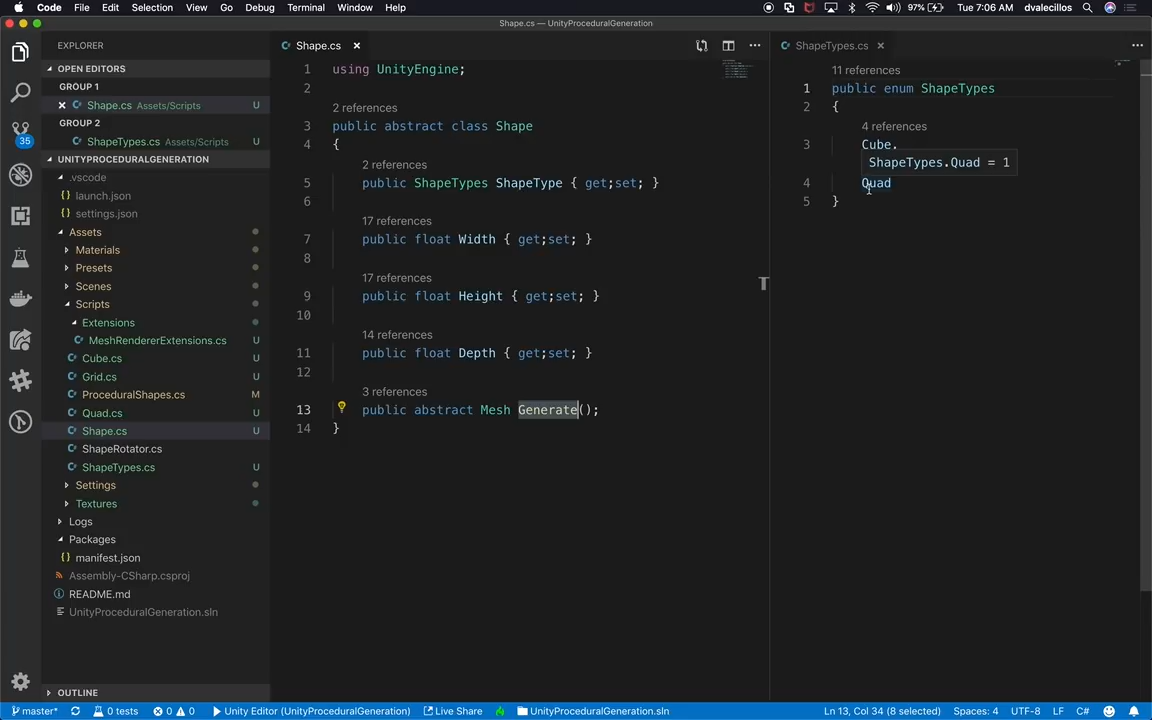 Code File Edit Selection View Go Debug Terminal Window Help 97% Tue 7:06 AM dvalecillos
Shape.cs — UnityProceduralGeneration
EXPLORER
OPEN EDITORS
GROUP 1
Shape.cs Assets/Scripts U
GROUP 2
ShapeTypes.cs Assets/Scripts U
UNITYPROCEDURALGENERATION
.vscode
launch.json
settings.json
Assets
Materials
Presets
Scenes
Scripts
Extensions
MeshRendererExtensions.cs U
Cube.cs U
Grid.cs U
ProceduralShapes.cs M
Quad.cs U
Shape.cs U
ShapeRotator.cs
ShapeTypes.cs U
Settings
Textures
Logs
Packages
manifest.json
Assembly-CSharp.csproj
README.md
UnityProceduralGeneration.sln
OUTLINE
35
Shape.cs
1 using UnityEngine;
2
2 references
3 public abstract class Shape
4 {
2 references
5 public ShapeTypes ShapeType { get;set; }
6
17 references
7 public float Width { get;set; }
8
17 references
9 public float Height { get;set; }
10
14 references
11 public float Depth { get;set; }
12
3 references
13 public abstract Mesh Generate();
14 }
ShapeTypes.cs
11 references
1 public enum ShapeTypes
2 {
4 references
3 Cube,
ShapeTypes.Quad = 1
4 Quad
5 }
master* 0 tests 0 0 Unity Editor (UnityProceduralGeneration) Live Share UnityProceduralGeneration.sln Ln 13, Col 34 (8 selected) Spaces: 4 UTF-8 LF C#